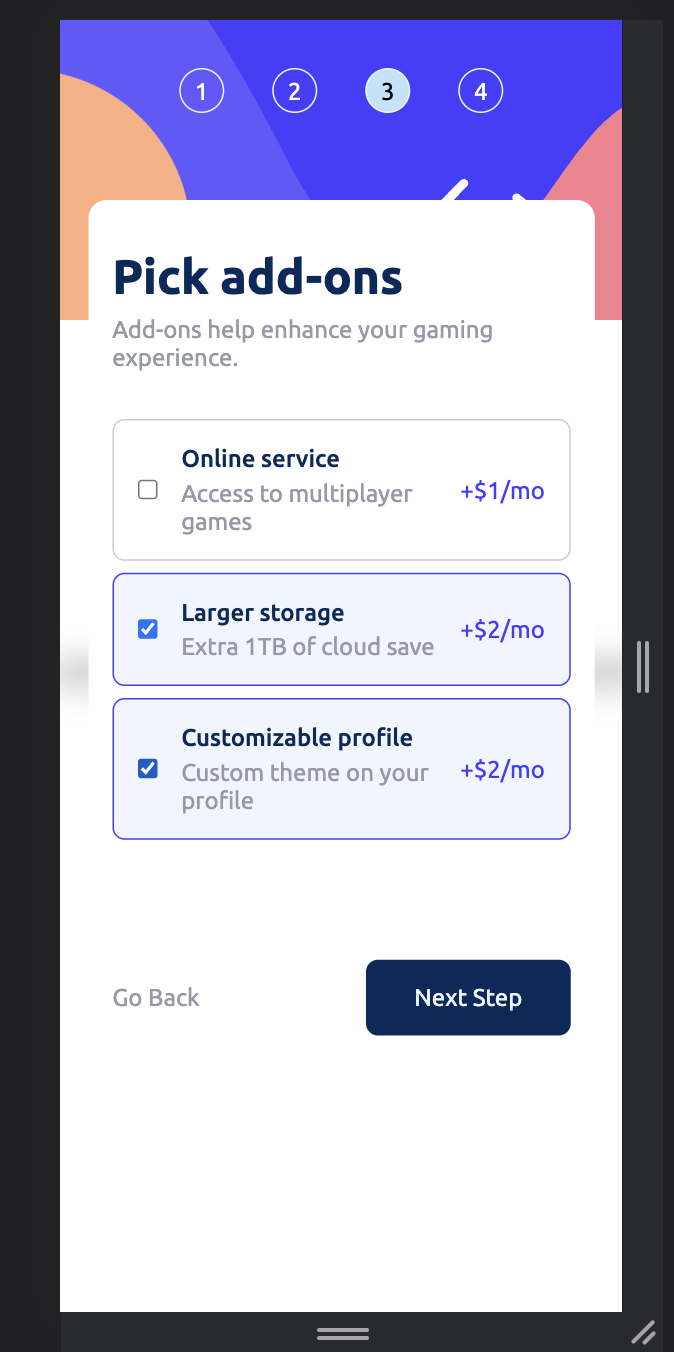 1 2 3 4
Pick add-ons
Add-ons help enhance your gaming
experience.
Online service
Access to multiplayer
games
+$1/mo
Larger storage
Extra 1TB of cloud save
+$2/mo
Customizable profile
Custom theme on your
profile
+$2/mo
Go Back
Next Step